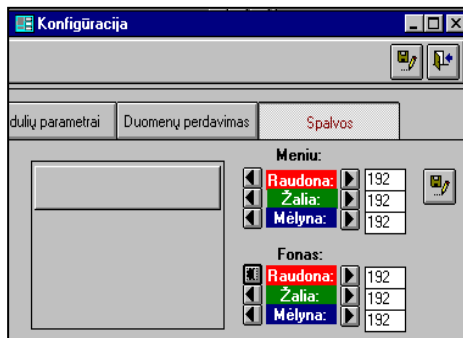 Konfigūracija
dulių parametrai Duomenų perdavimas Spalvos
Meniu:
Raudona: 192
Žalia: 192
Mėlyna: 192
Fonas:
Raudona: 192
Žalia: 192
Mėlyna: 192